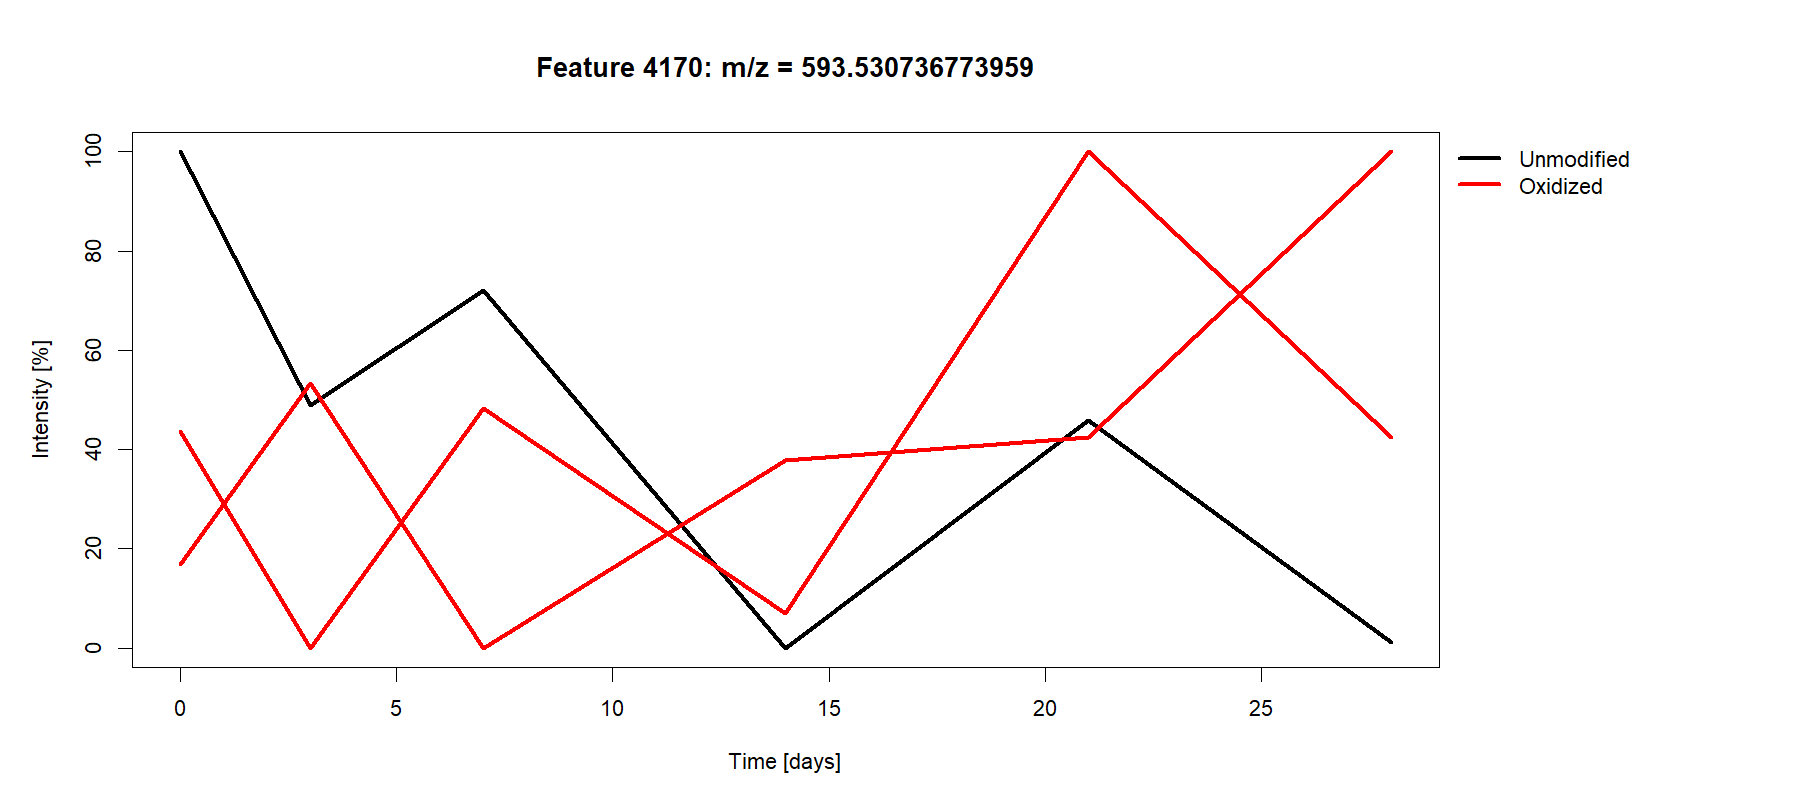 Feature 4170: m/z = 593.530736773959
Unmodified
Oxidized
Intensity [%]
100
80
60
40
20
0
0 5 10 15 20 25
Time [days]